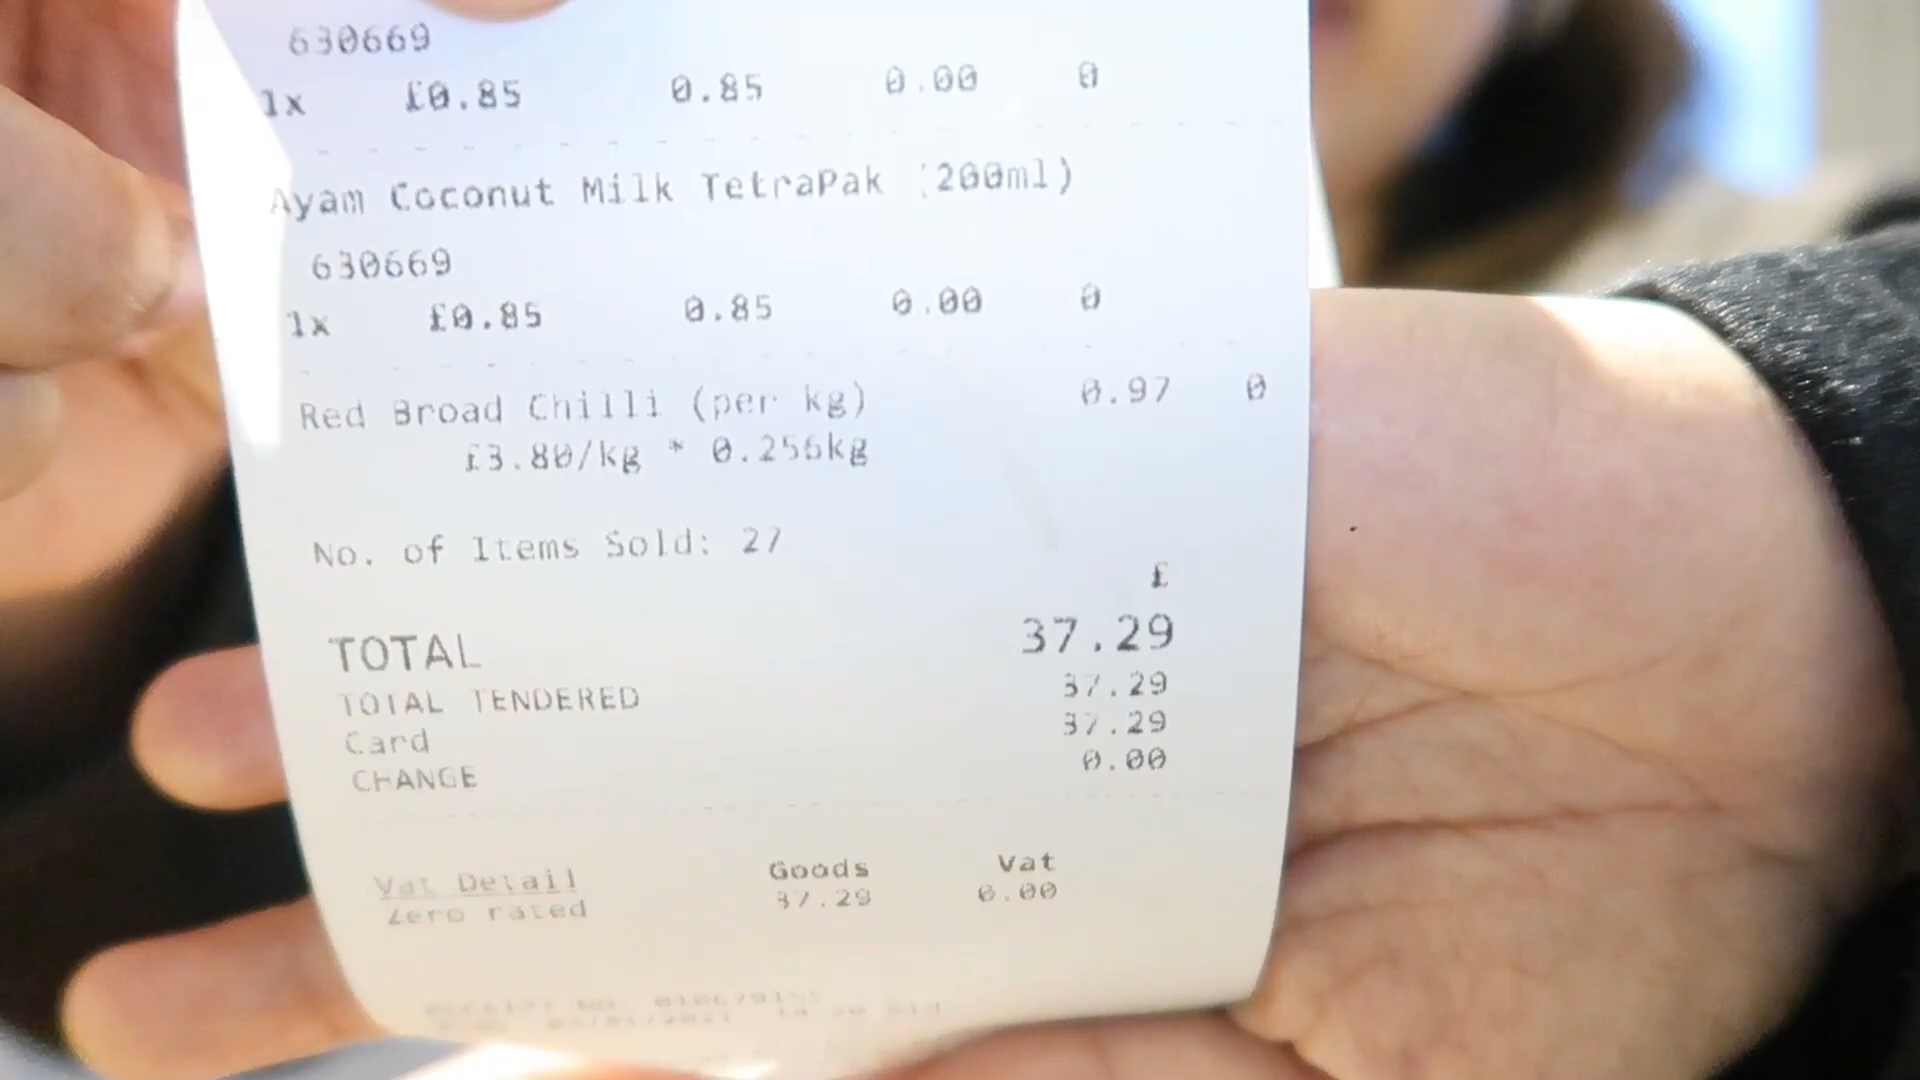 630669
1x £0.85 0.85 0.00 0
Ayam Coconut Milk TetraPak (200ml)
630669
1x £0.85 0.85 0.00 0
Red Broad Chilli (per kg) 0.97 0
£3.80/kg * 0.256kg
No. of Items Sold: 27
£
TOTAL 37.29
TOTAL TENDERED 37.29
Card 37.29
CHANGE 0.00
Vat Detail Goods Vat
Zero rated 37.29 0.00